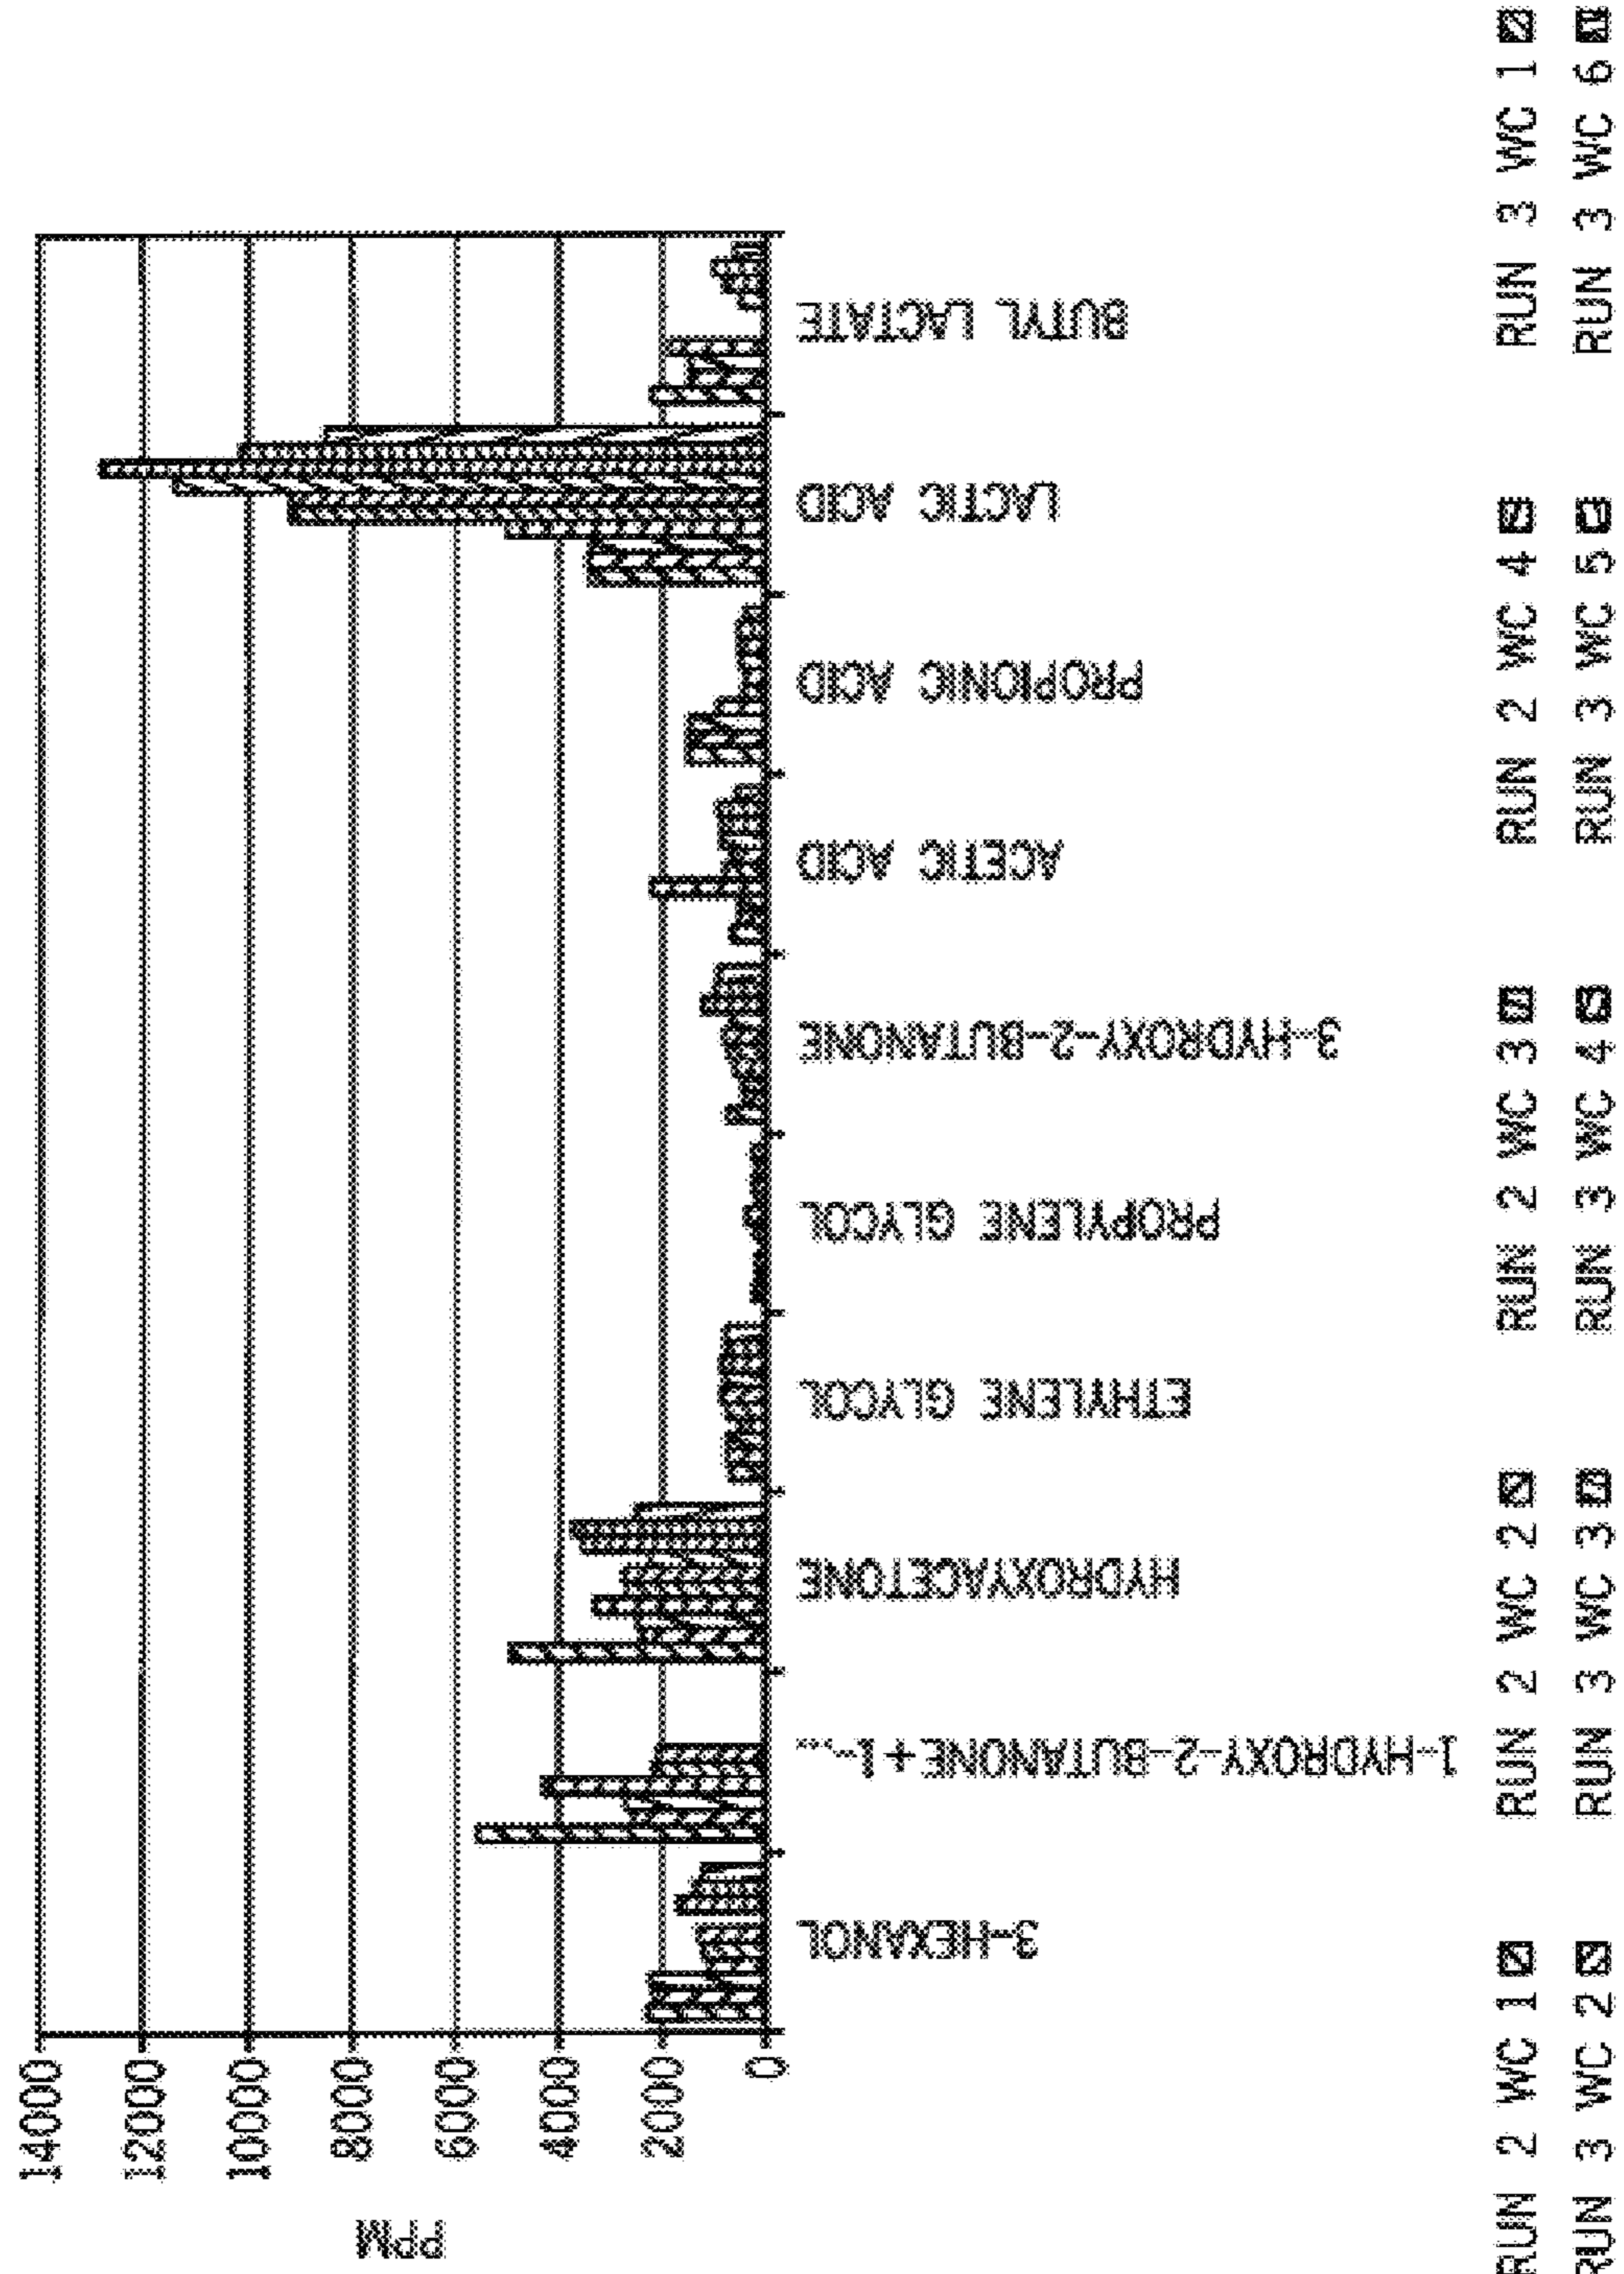 PPM
14000
12000
10000
8000
6000
4000
2000
0
3-HEXANOL
1-HYDROXY-2-BUTANONE+1-...
HYDROXYACETONE
ETHYLENE GLYCOL
PROPYLENE GLYCOL
3-HYDROXY-2-BUTANONE
ACETIC ACID
PROPIONIC ACID
LACTIC ACID
BUTYL LACTATE
RUN 2 WC 1 RUN 2 WC 2 RUN 2 WC 3 RUN 2 WC 4 RUN 3 WC 1
RUN 3 WC 2 RUN 3 WC 3 RUN 3 WC 4 RUN 3 WC 5 RUN 3 WC 6